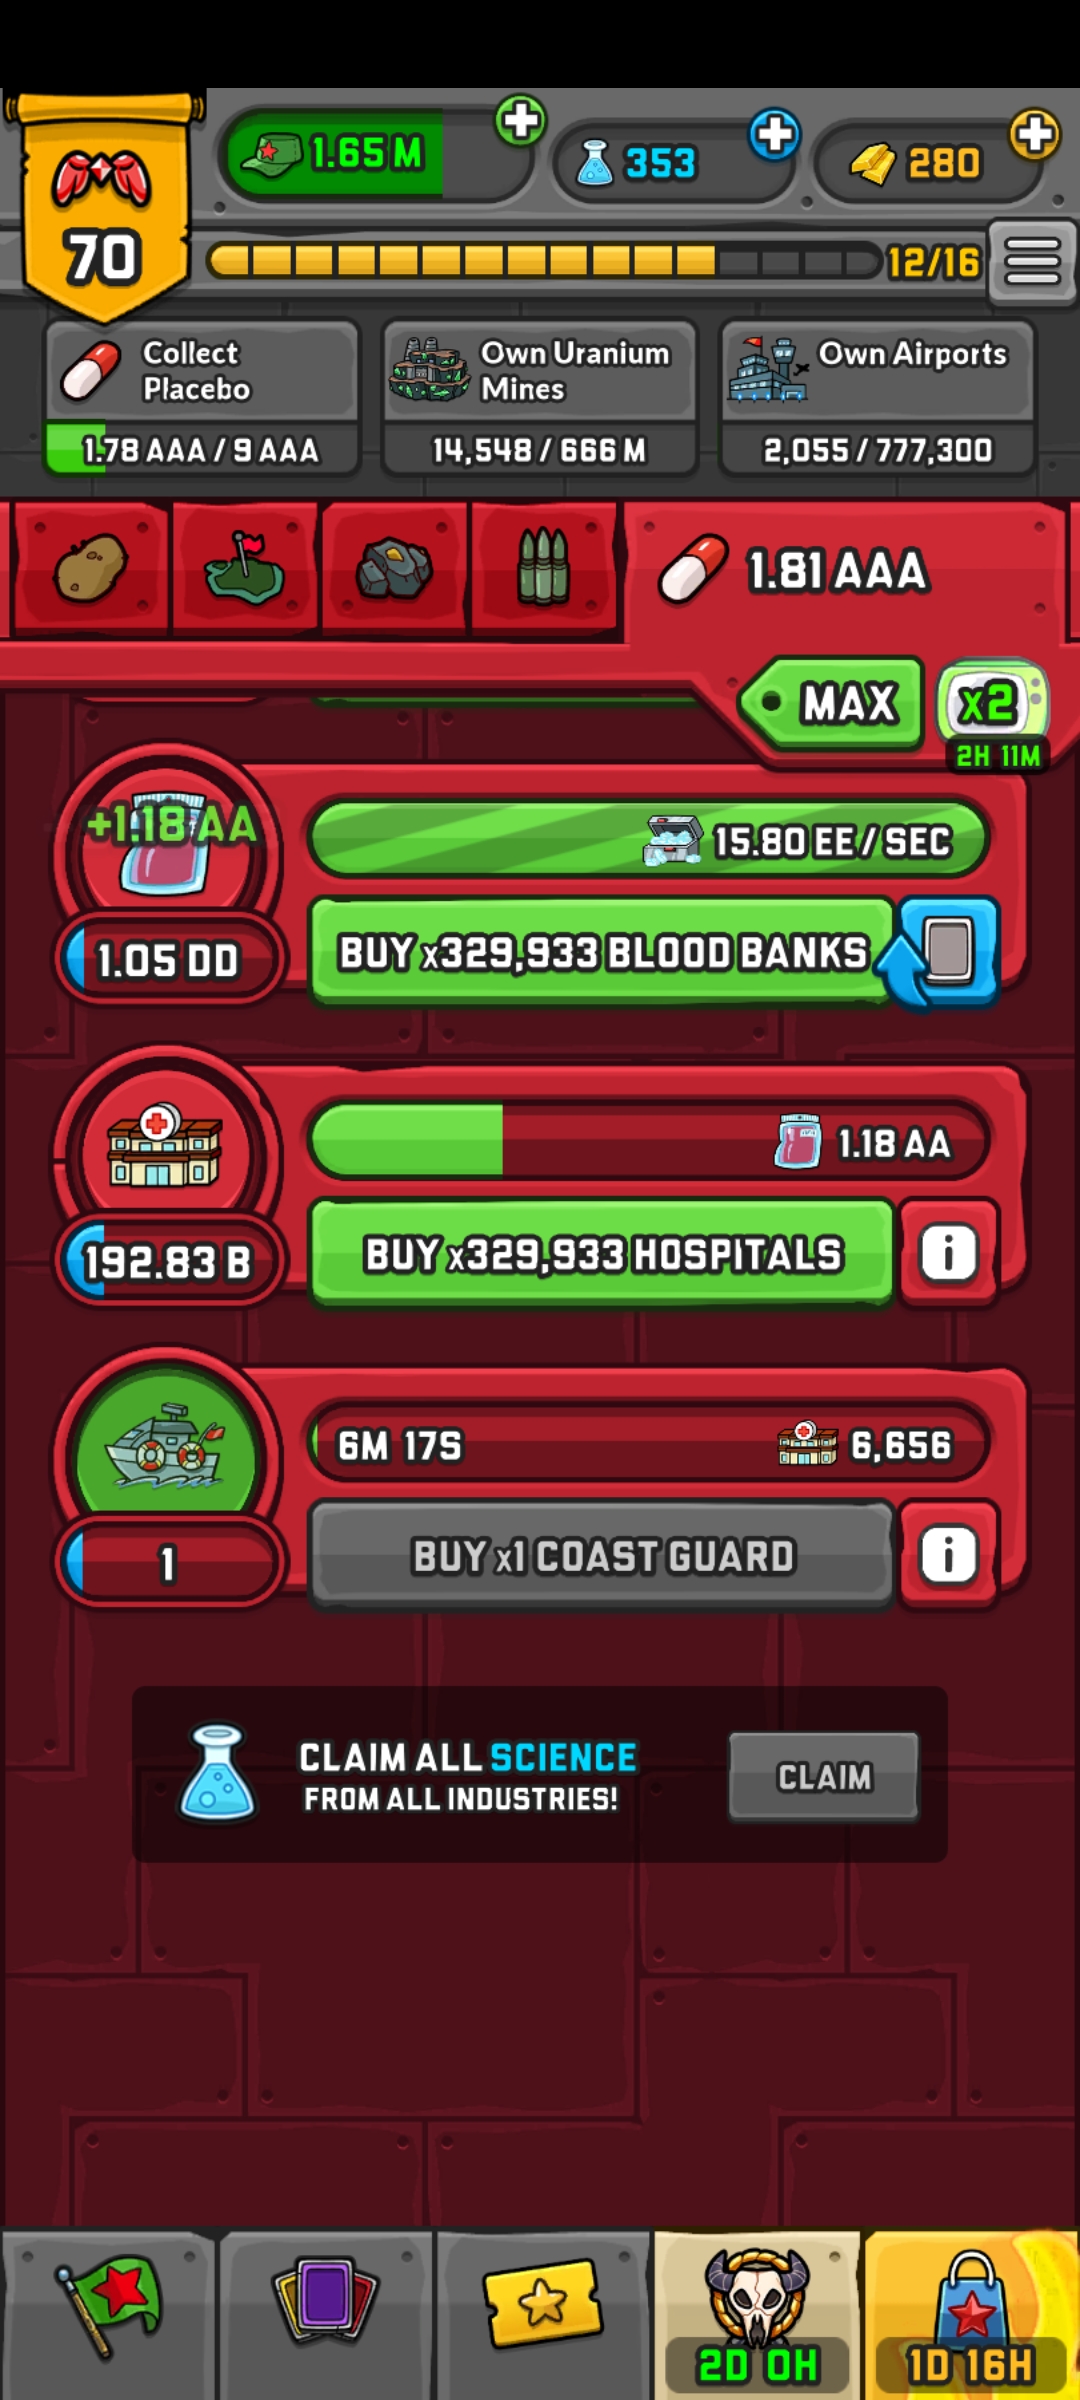 1.65 M
353
280
70
12/16
Collect
Placebo
1.78 AAA / 9 AAA
Own Uranium
Mines
14,548 / 666 M
Own Airports
2,055 / 777,300
1.81 AAA
MAX
x2
2H 11M
+1.18 AA
15.80 EE / SEC
1.05 DD
BUY x329,933 BLOOD BANKS
1.18 AA
192.83 B
BUY x329,933 HOSPITALS
i
6M 17S
6,656
1
BUY x1 COAST GUARD
i
CLAIM ALL SCIENCE
FROM ALL INDUSTRIES!
CLAIM
2D 0H
1D 16H